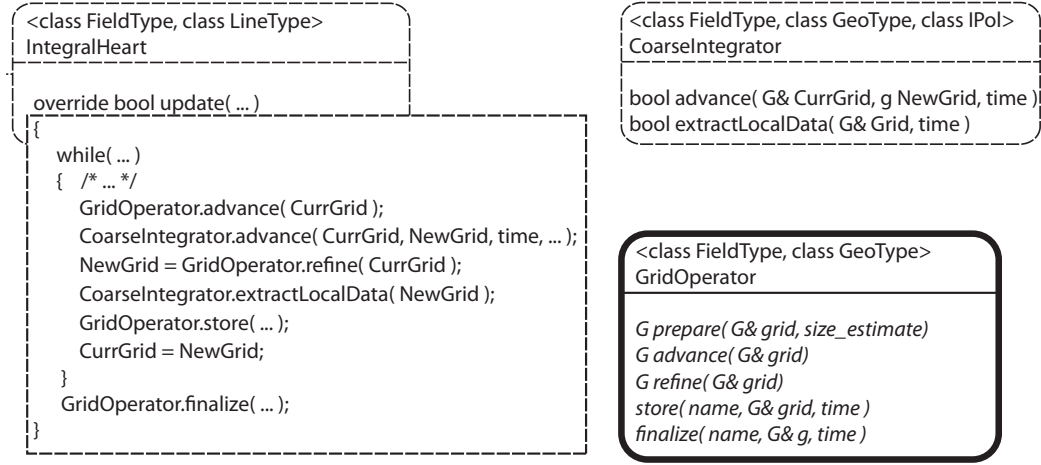 <class FieldType, class LineType>
IntegralHeart
override bool update( ... )
{
while( ... )
{ /* ... */
GridOperator.advance( CurrGrid );
CoarseIntegrator.advance( CurrGrid, NewGrid, time, ... );
NewGrid = GridOperator.refine( CurrGrid );
CoarseIntegrator.extractLocalData( NewGrid );
GridOperator.store( ... );
CurrGrid = NewGrid;
}
GridOperator.finalize( ... );
}
<class FieldType, class GeoType, class IPol>
CoarseIntegrator
bool advance( G& CurrGrid, g NewGrid, time )
bool extractLocalData( G& Grid, time )
<class FieldType, class GeoType>
GridOperator
G prepare( G& grid, size_estimate)
G advance( G& grid)
G refine( G& grid)
store( name, G& grid, time )
finalize( name, G& g, time )